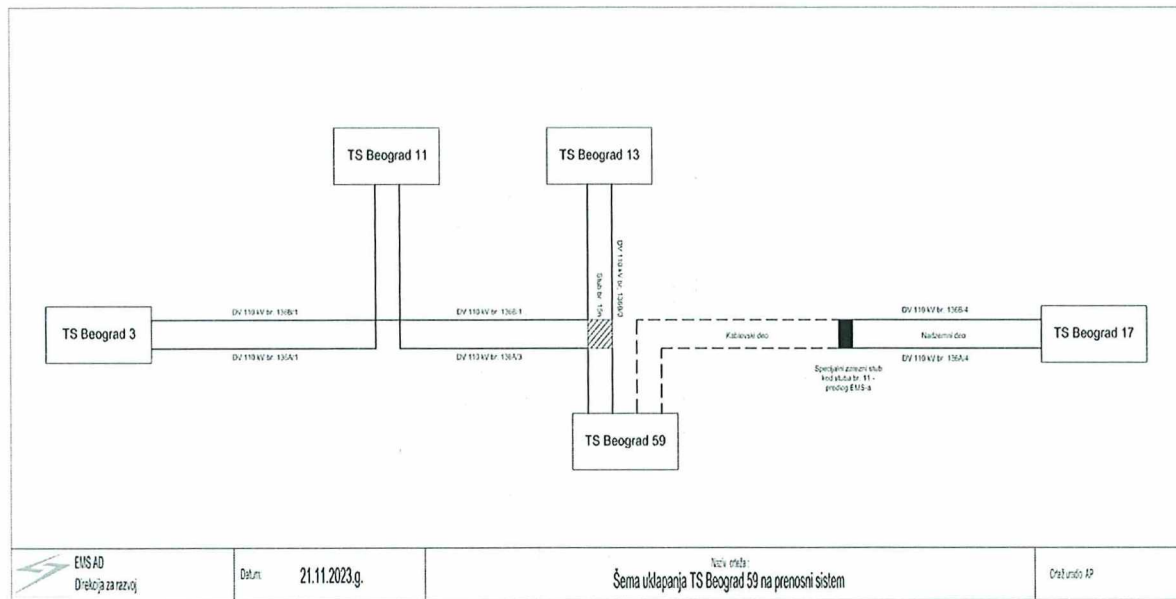 TS Beograd 11
TS Beograd 13
DV 110 kV br. 136B/1
DV 110 kV br. 136B/1
Stub br. 15A
DV 110 kV br. 136B/3
DV 110 kV br. 136B/4
TS Beograd 3
Kablovski deo
Nadzemni deo
TS Beograd 17
DV 110 kV br. 136A/1
DV 110 kV br. 136A/3
DV 110 kV br. 136A/4
Specijalni zatezni stub
kod stuba br. 11 -
predlog EMS-a
TS Beograd 59
EMS AD
Direkcija za razvoj
Datum:
21.11.2023.g.
Naziv crteža:
Šema uklapanja TS Beograd 59 na prenosni sistem
Crtež uradio: AP